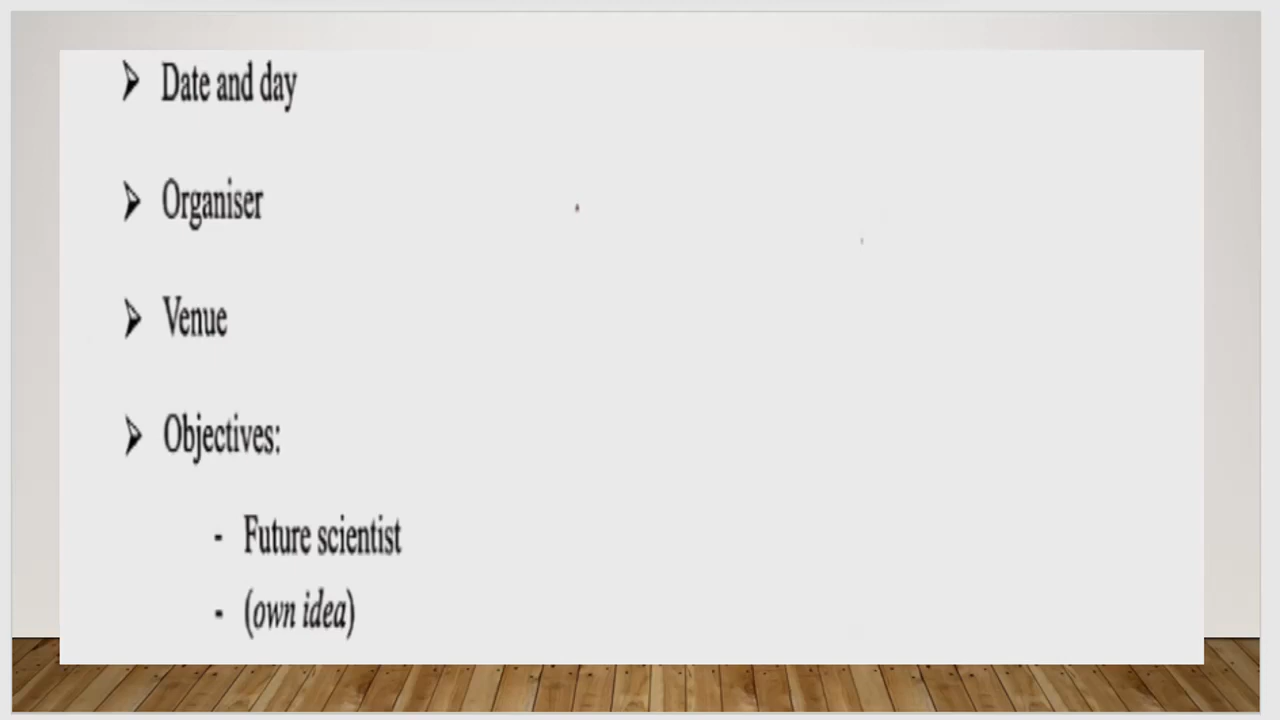 ➢ Date and day
➢ Organiser
➢ Venue
➢ Objectives:
- Future scientist
- (own idea)